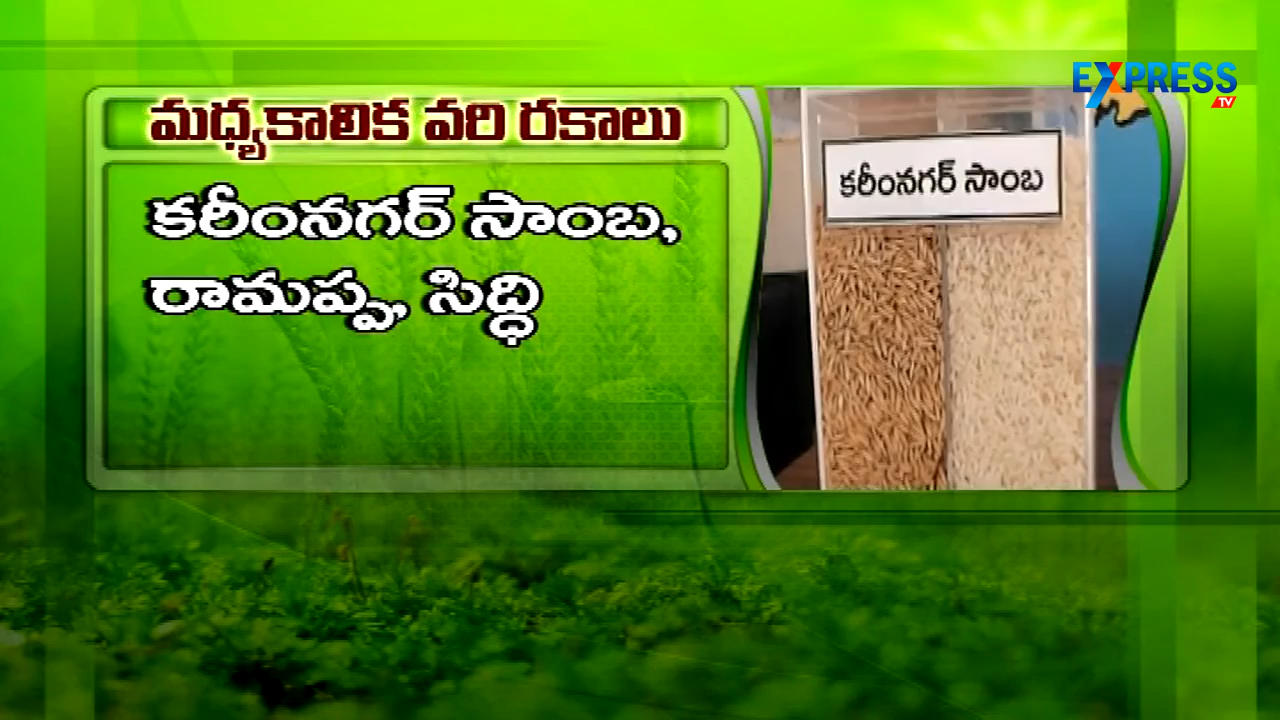 మధ్యకాలిక వరి రకాలు
కరీంనగర్ సాంబ,
రామప్ప, సిద్ధి
కరీంనగర్ సాంబ
EXPRESS
TV